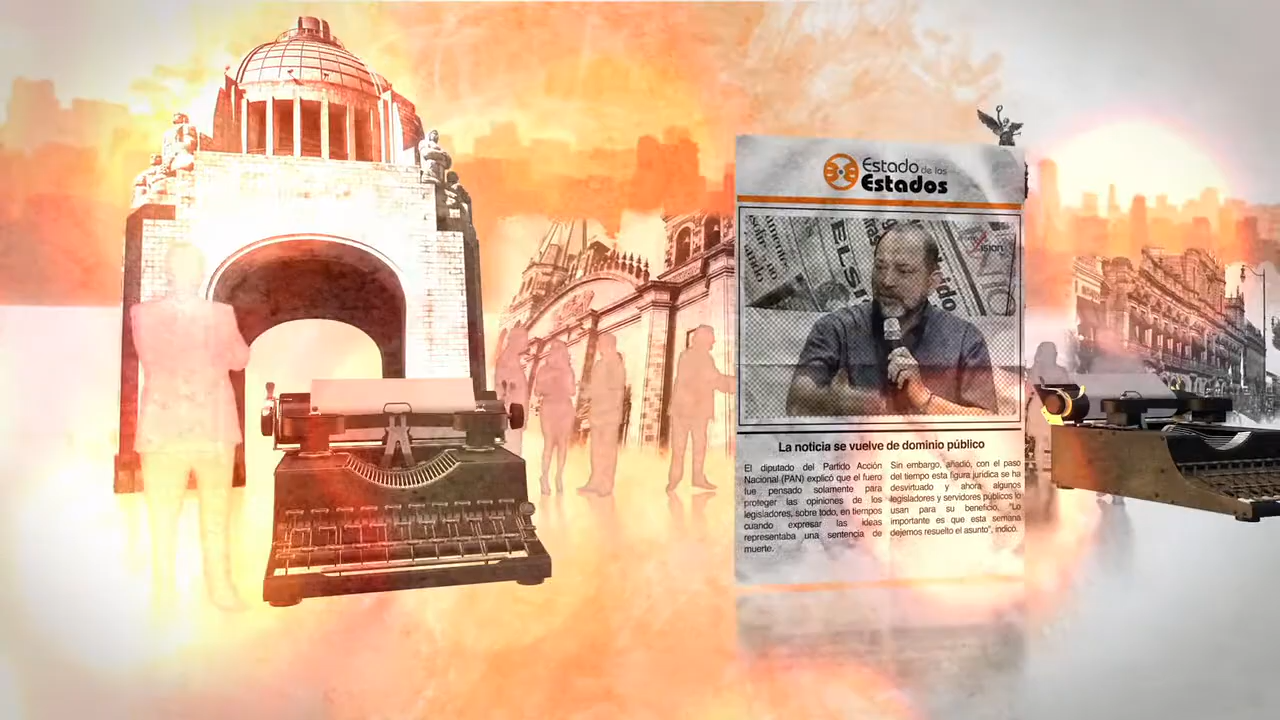 Estado de los
Estados
ELSI
ido
ision
La noticia se vuelve de dominio público
El diputado del Partido Acción
Nacional (PAN) explicó que el fuero
fue pensado solamente para
proteger las opiniones de los
legisladores, sobre todo, en tiempos
cuando expresar las ideas
representaba una sentencia de
muerte.
Sin embargo, añadió, con el paso
del tiempo esta figura jurídica se ha
desvirtuado y ahora algunos
legisladores y servidores públicos lo
usan para su beneficio, "Lo
importante es que esta semana
dejemos resuelto el asunto", indicó.